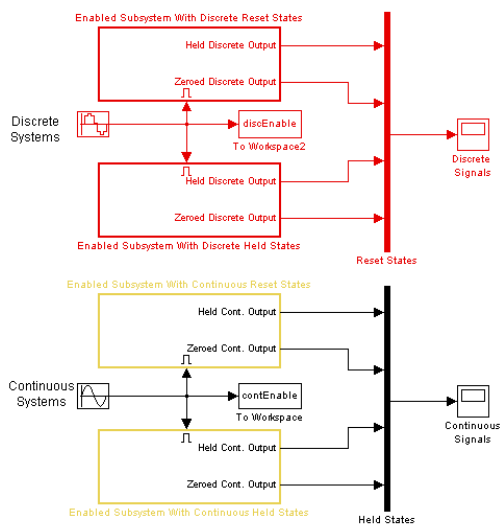 Enabled Subsystem With Discrete Reset States
Held Discrete Output
Zeroed Discrete Output
Discrete
Systems
discEnable
To Workspace2
Discrete
Signals
Held Discrete Output
Zeroed Discrete Output
Enabled Subsystem With Discrete Held States
Reset States
Enabled Subsystem With Continuous Reset States
Held Cont. Output
Zeroed Cont. Output
Continuous
Systems
contEnable
To Workspace
Continuous
Signals
Held Cont. Output
Zeroed Cont. Output
Enabled Subsystem With Continuous Held States
Held States